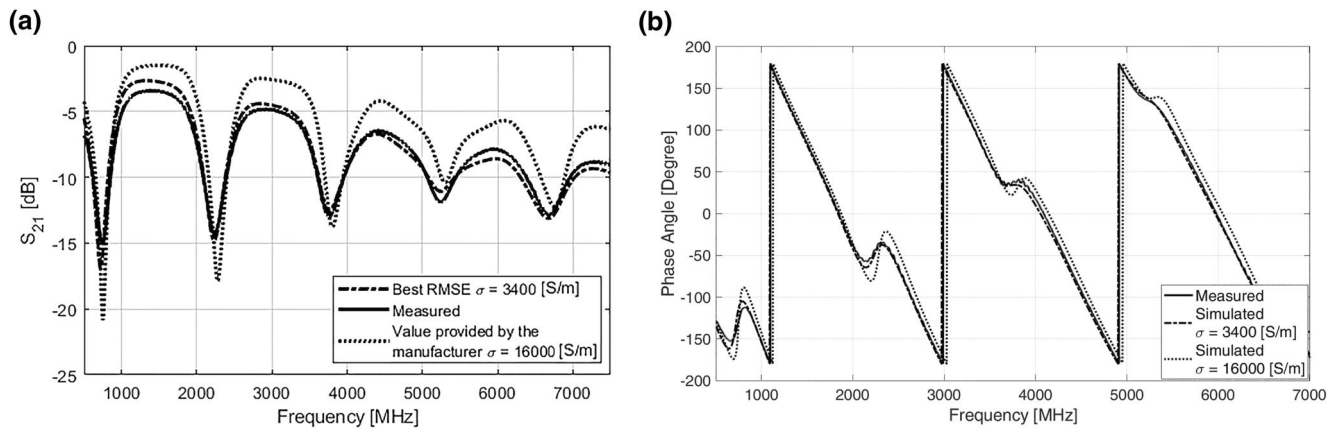 (a)
0
-5
-10
-15
-20
-25
S21 [dB]
1000 2000 3000 4000 5000 6000 7000
Frequency [MHz]
Best RMSE σ = 3400 [S/m]
Measured
Value provided by the
manufacturer σ = 16000 [S/m]
(b)
200
150
100
50
0
-50
-100
-150
-200
Phase Angle [Degree]
1000 2000 3000 4000 5000 6000 7000
Frequency [MHz]
Measured
Simulated
σ = 3400 [S/m]
Simulated
σ = 16000 [S/m]